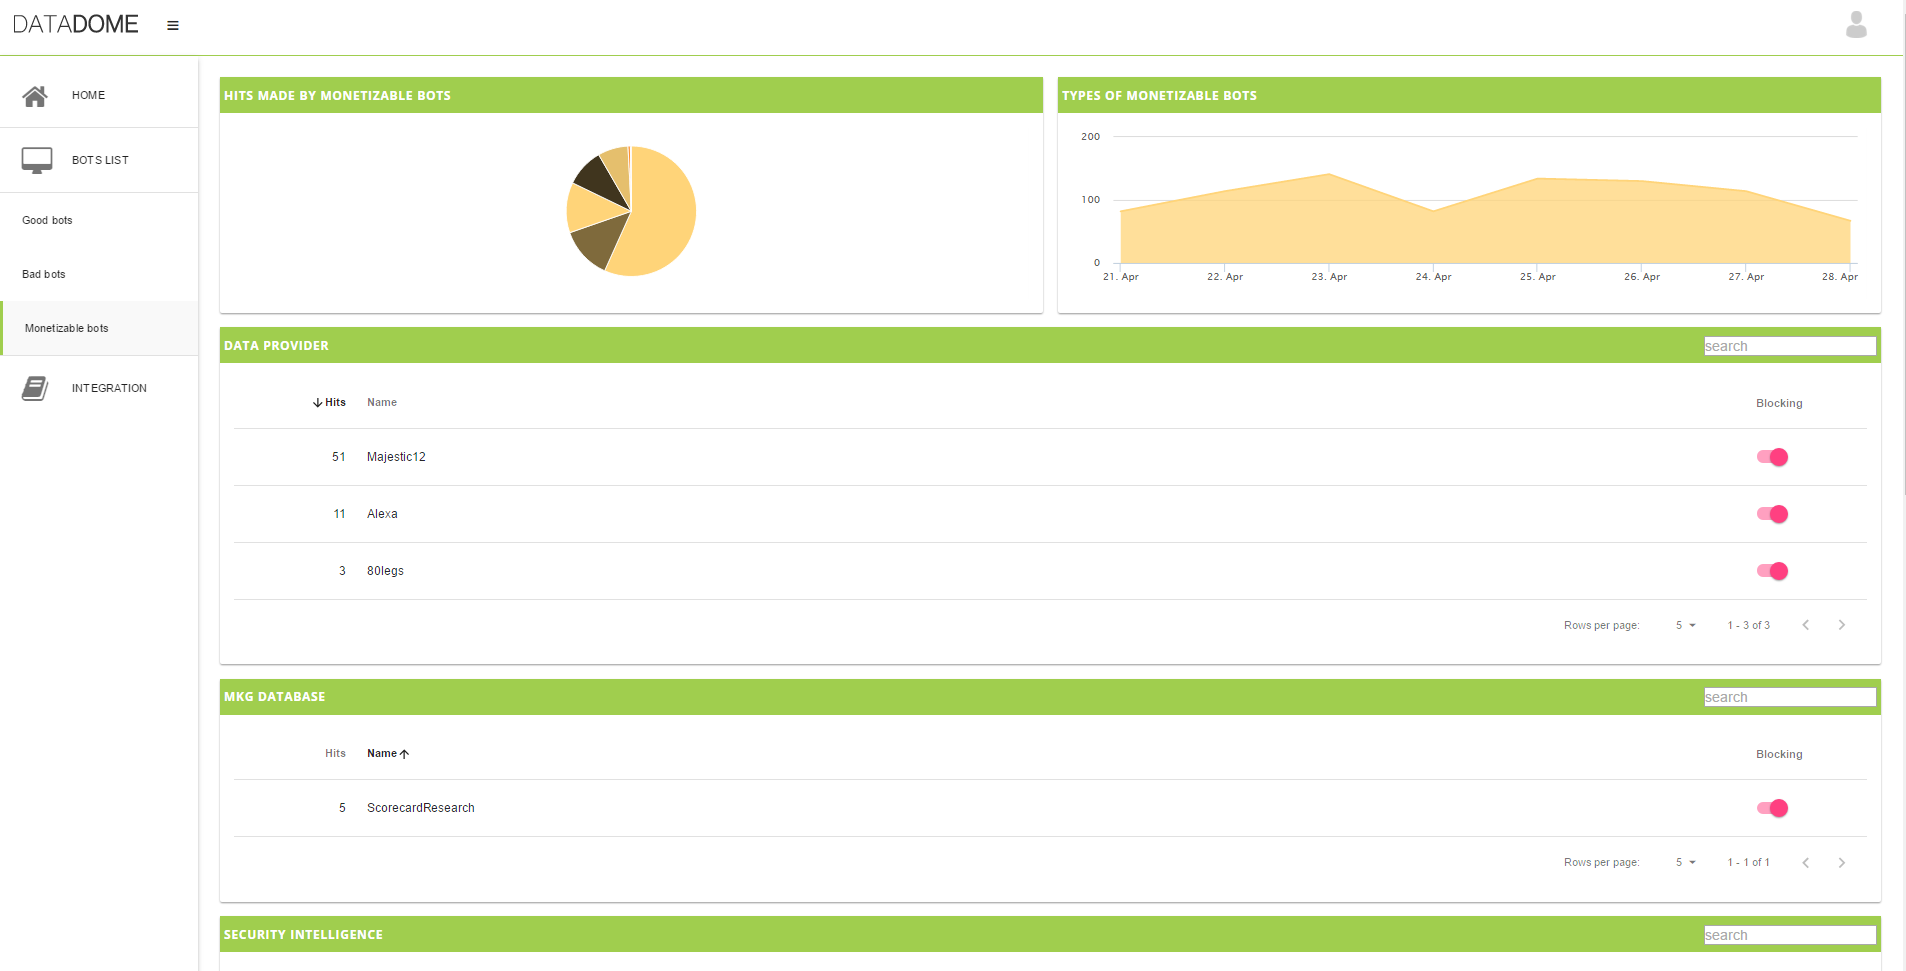 DATADOME
HOME
BOTS LIST
Good bots
Bad bots
Monetizable bots
INTEGRATION
HITS MADE BY MONETIZABLE BOTS
TYPES OF MONETIZABLE BOTS
200
100
0
21. Apr 22. Apr 23. Apr 24. Apr 25. Apr 26. Apr 27. Apr 28. Apr
DATA PROVIDER search
Hits Name Blocking
51 Majestic12
11 Alexa
3 80legs
Rows per page: 5 1 - 3 of 3
MKG DATABASE search
Hits Name Blocking
5 ScorecardResearch
Rows per page: 5 1 - 1 of 1
SECURITY INTELLIGENCE search